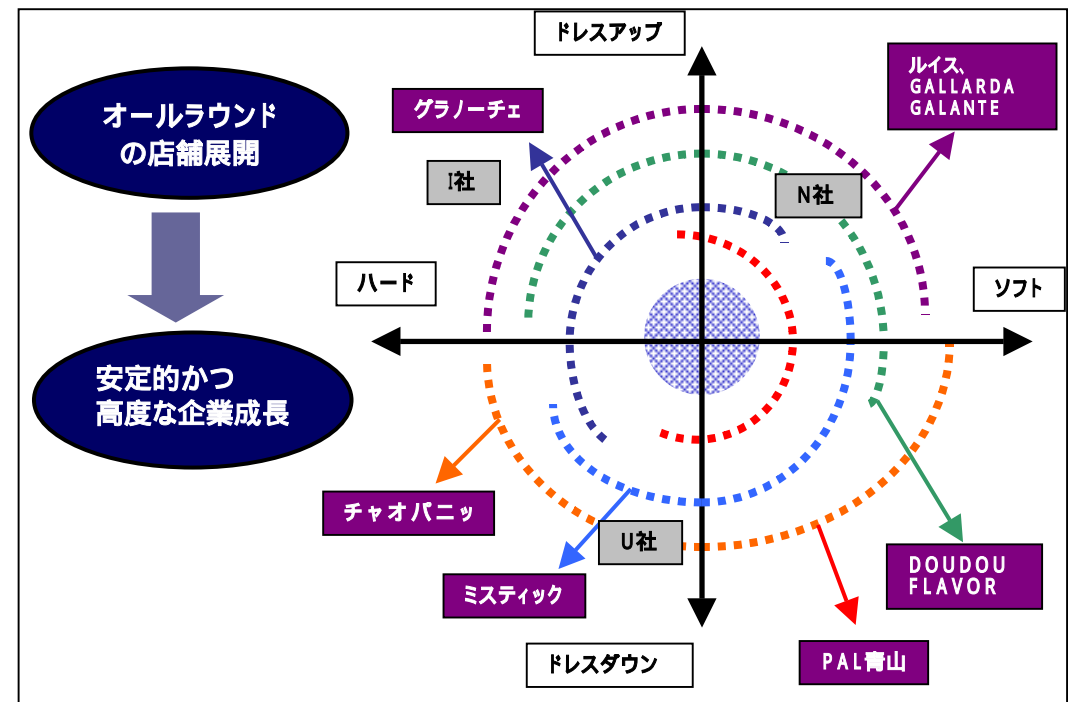 ドレスアップ
オールラウンド
の店舗展開
グラノーチェ
ルイス、
GALLARDA
GALANTE
I社
N社
ハード
ソフト
安定的かつ
高度な企業成長
チャオパニッ
U社
ミスティック
DOUDOU
FLAVOR
ドレスダウン
PAL青山